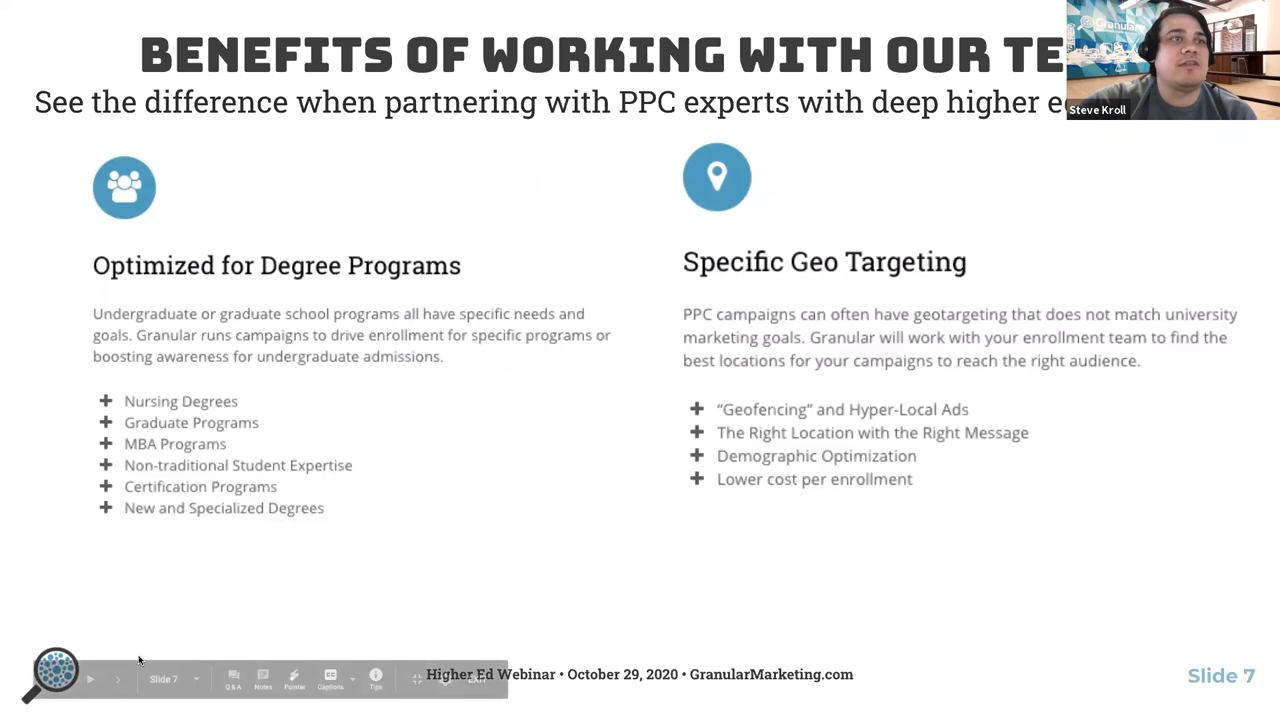 BENEFITS OF WORKING WITH OUR
See the difference when partnering with PPC experts with deep higher
Granular
Steve Kroll
Optimized for Degree Programs
Undergraduate or graduate school programs all have specific needs and
goals. Granular runs campaigns to drive enrollment for specific programs or
boosting awareness for undergraduate admissions.
Nursing Degrees
Graduate Programs
MBA Programs
Non-traditional Student Expertise
Certification Programs
New and Specialized Degrees
Specific Geo Targeting
PPC campaigns can often have geotargeting that does not match university
marketing goals. Granular will work with your enrollment team to find the
best locations for your campaigns to reach the right audience.
“Geofencing” and Hyper-Local Ads
The Right Location with the Right Message
Demographic Optimization
Lower cost per enrollment
Slide 7
Q & A
Notes
Pointer
Captions
Tips
Higher Ed Webinar • October 29, 2020 • GranularMarketing.com
Slide 7